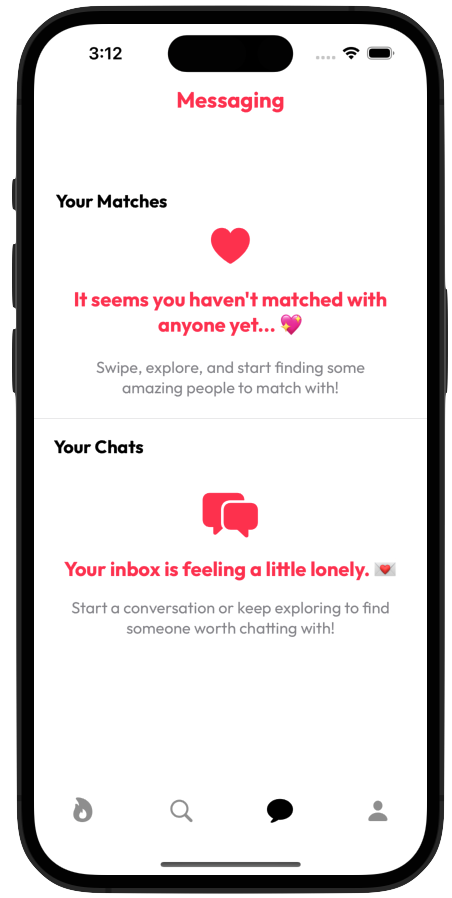 3:12
Messaging
Your Matches
It seems you haven't matched with
anyone yet... 💖
Swipe, explore, and start finding some
amazing people to match with!
Your Chats
Your inbox is feeling a little lonely. 💌
Start a conversation or keep exploring to find
someone worth chatting with!